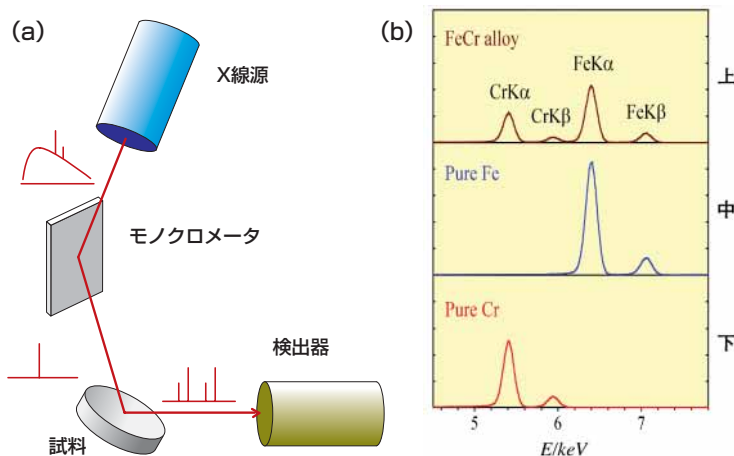 (a)
X線源
モノクロメータ
検出器
試料
(b)
FeCr alloy
上
FeKα
CrKα
CrKβ
FeKβ
Pure Fe
中
Pure Cr
下
5 6 7
E/keV